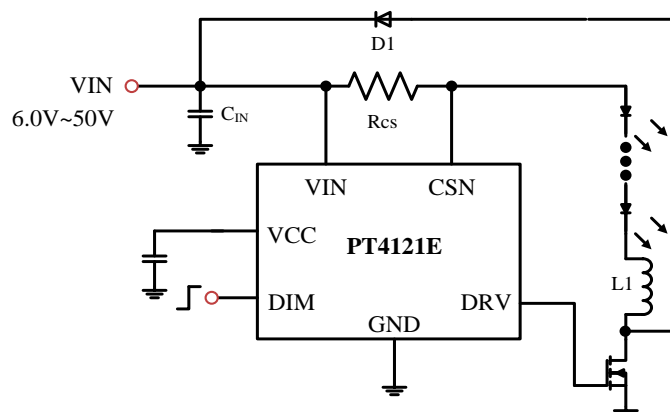 D1
VIN
6.0V~50V
CIN
Rcs
VIN
CSN
VCC
PT4121E
DIM
DRV
GND
L1